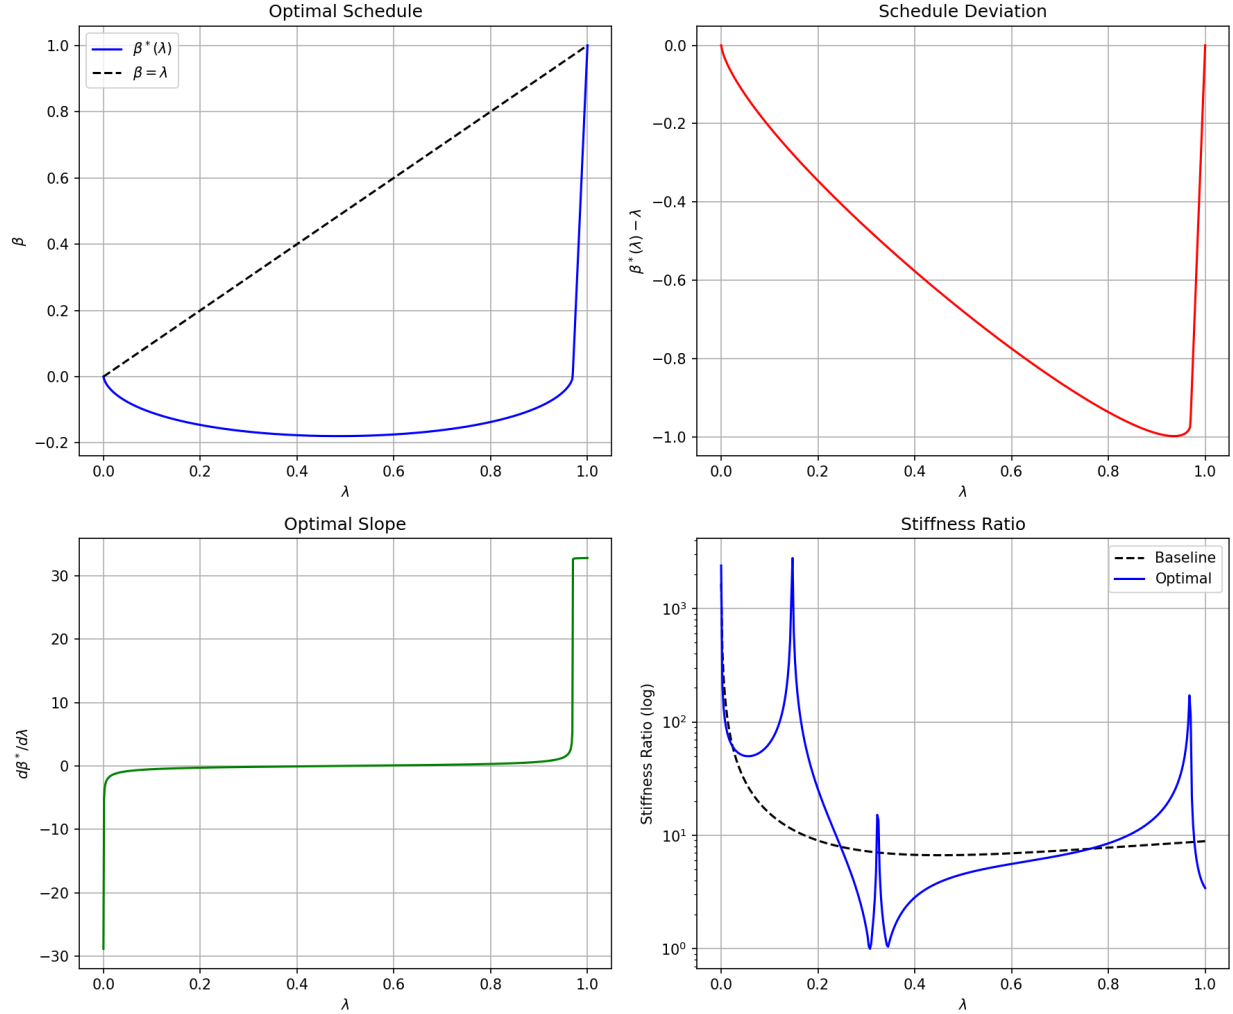 Optimal Schedule
β*(λ)
β = λ
β
1.0
0.8
0.6
0.4
0.2
0.0
−0.2
0.0 0.2 0.4 0.6 0.8 1.0
λ
Schedule Deviation
β*(λ) − λ
0.0
−0.2
−0.4
−0.6
−0.8
−1.0
0.0 0.2 0.4 0.6 0.8 1.0
λ
Optimal Slope
dβ*/dλ
30
20
10
0
−10
−20
−30
0.0 0.2 0.4 0.6 0.8 1.0
λ
Stiffness Ratio
Baseline
Optimal
Stiffness Ratio (log)
10³
10²
10¹
10⁰
0.0 0.2 0.4 0.6 0.8 1.0
λ